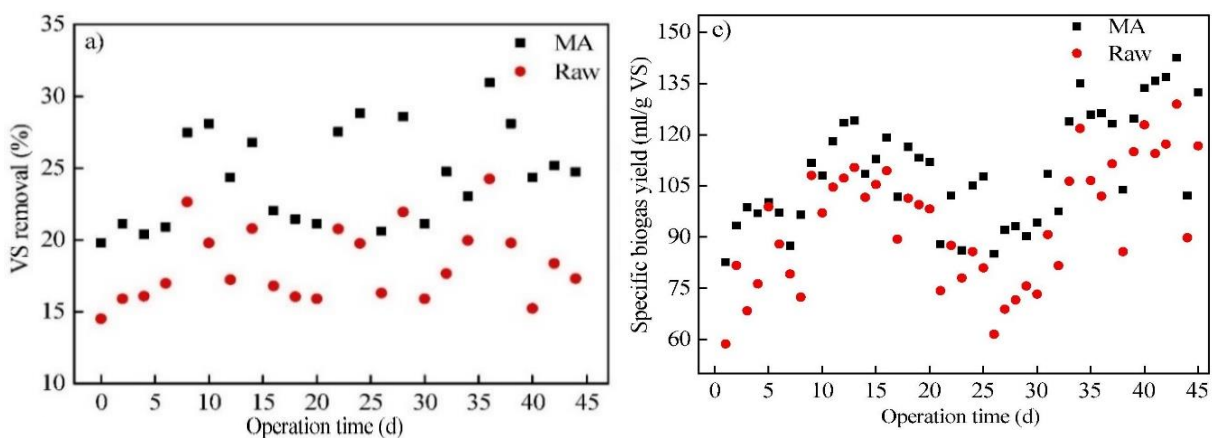 a)
MA
Raw
VS removal (%)
35
30
25
20
15
10
0 5 10 15 20 25 30 35 40 45
Operation time (d)
c)
MA
Raw
Specific biogas yield (ml/g VS)
150
135
120
105
90
75
60
0 5 10 15 20 25 30 35 40 45
Operation time (d)